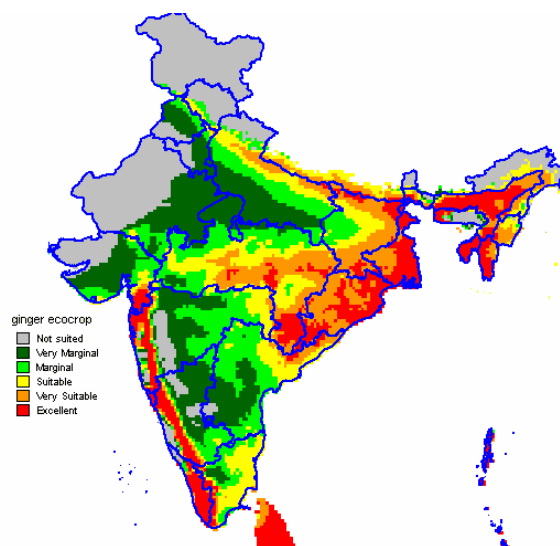 ginger ecocrop
Not suited
Very Marginal
Marginal
Suitable
Very Suitable
Excellent